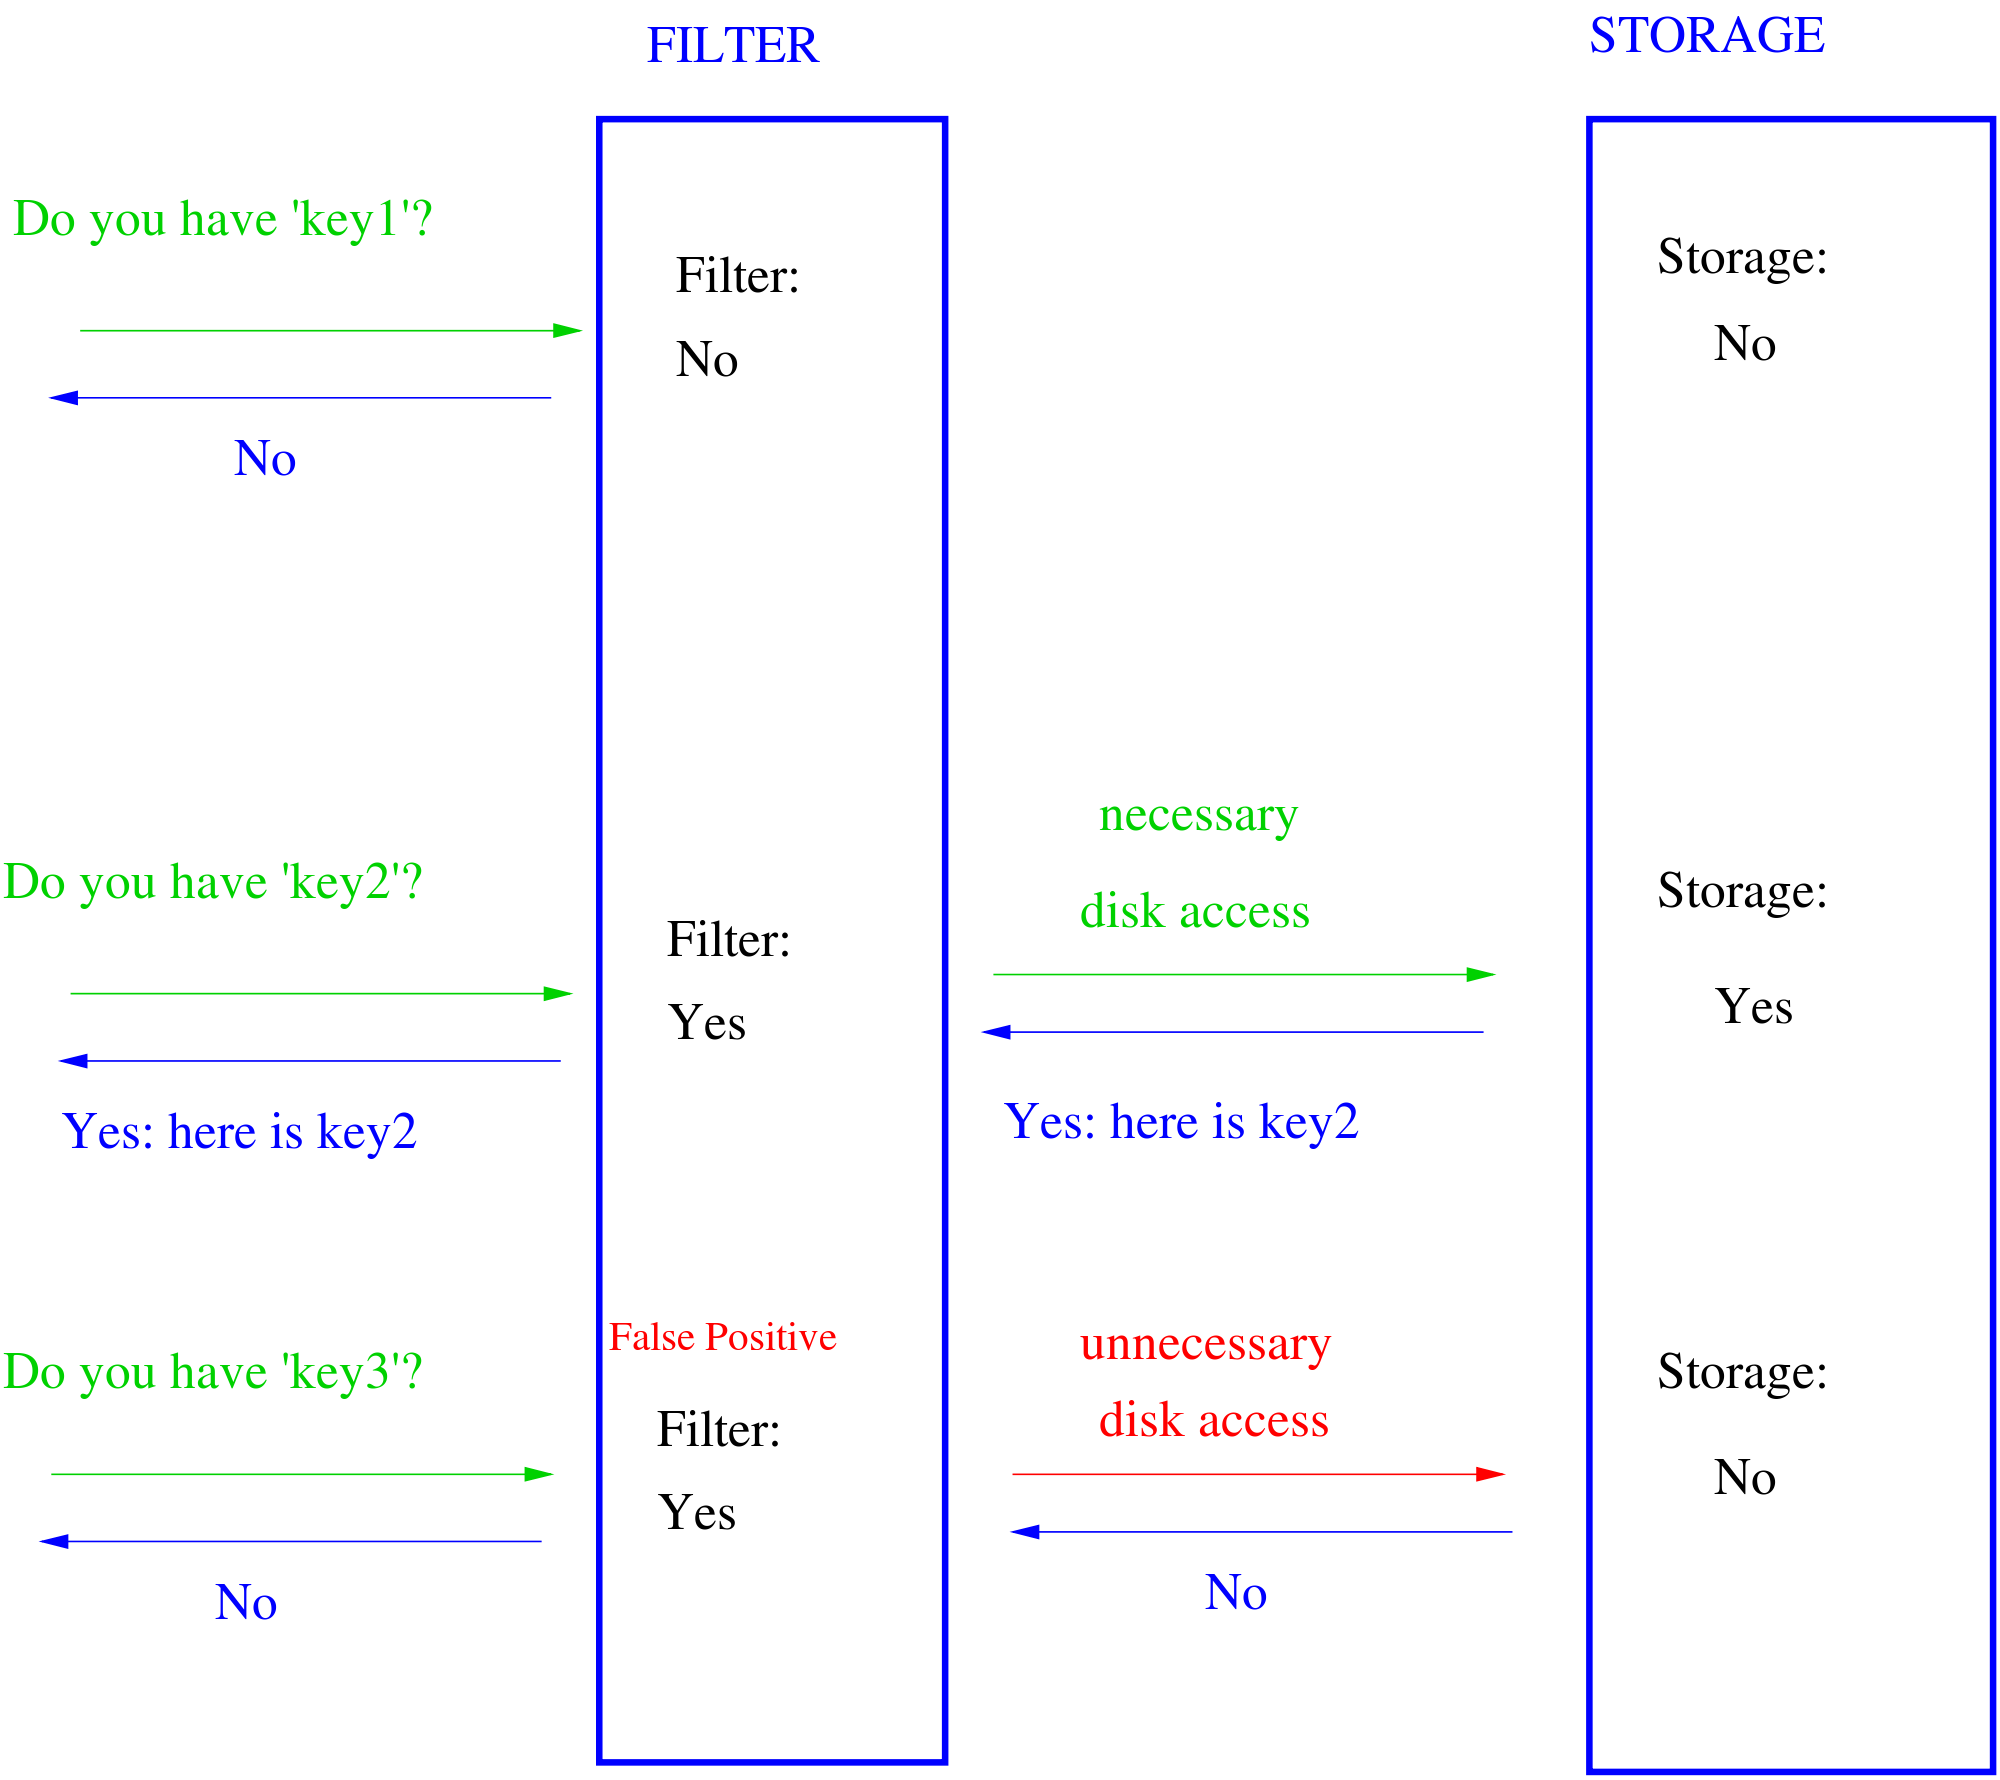 FILTER
STORAGE
Do you have 'key1'?
Filter:
No
Storage:
No
No
necessary
disk access
Do you have 'key2'?
Filter:
Yes
Storage:
Yes
Yes: here is key2
Yes: here is key2
False Positive
unnecessary
disk access
Do you have 'key3'?
Filter:
Yes
Storage:
No
No
No